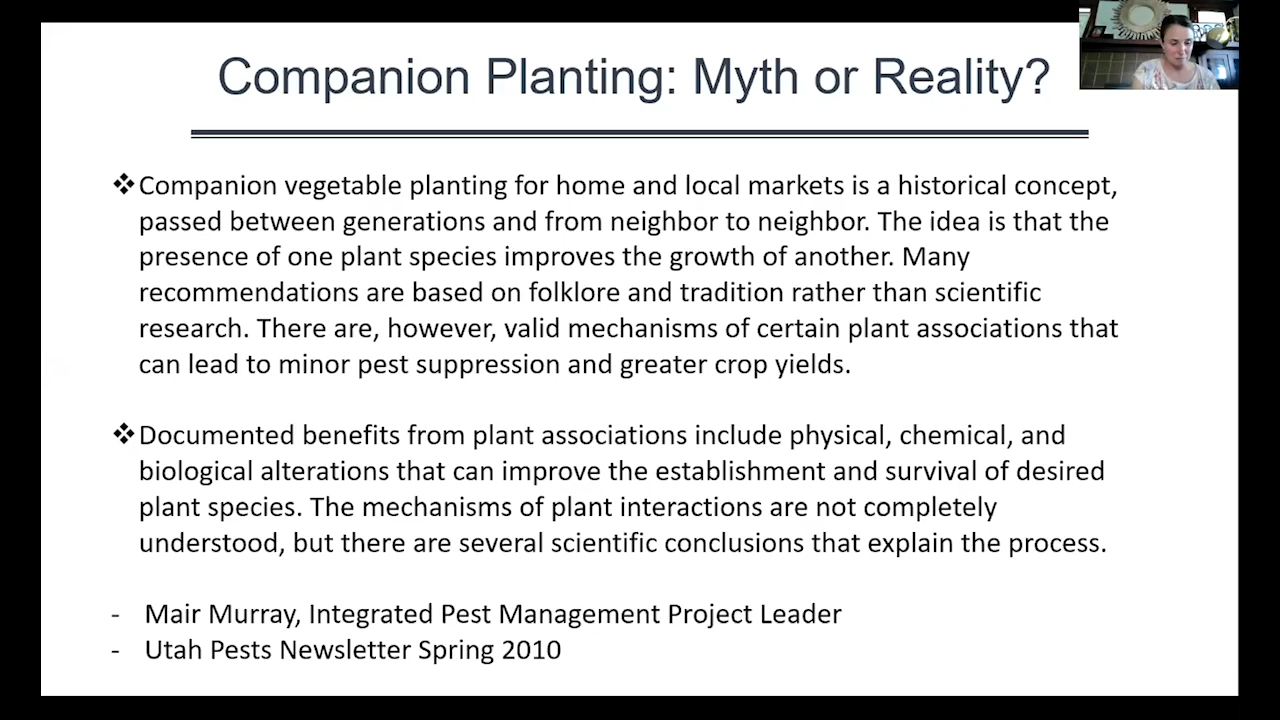 Companion Planting: Myth or Reality?
❖Companion vegetable planting for home and local markets is a historical concept,
passed between generations and from neighbor to neighbor. The idea is that the
presence of one plant species improves the growth of another. Many
recommendations are based on folklore and tradition rather than scientific
research. There are, however, valid mechanisms of certain plant associations that
can lead to minor pest suppression and greater crop yields.
❖Documented benefits from plant associations include physical, chemical, and
biological alterations that can improve the establishment and survival of desired
plant species. The mechanisms of plant interactions are not completely
understood, but there are several scientific conclusions that explain the process.
- Mair Murray, Integrated Pest Management Project Leader
- Utah Pests Newsletter Spring 2010